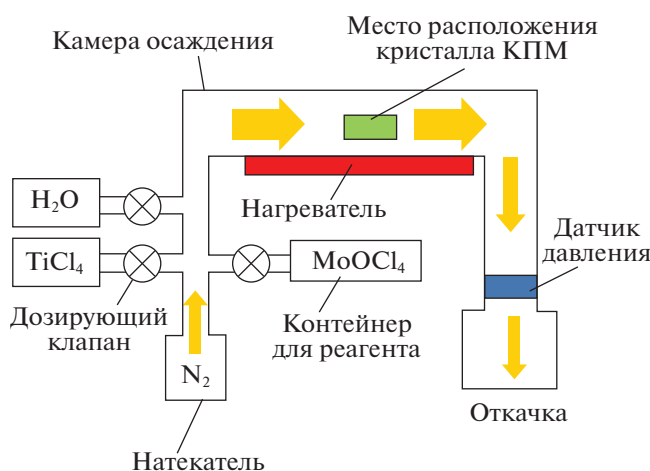 Камера осаждения
Место расположения
кристалла КПМ
H₂O
Нагреватель
TiCl₄
MoOCl₄
Датчик
давления
Дозирующий
клапан
Контейнер
для реагента
N₂
Откачка
Натекатель